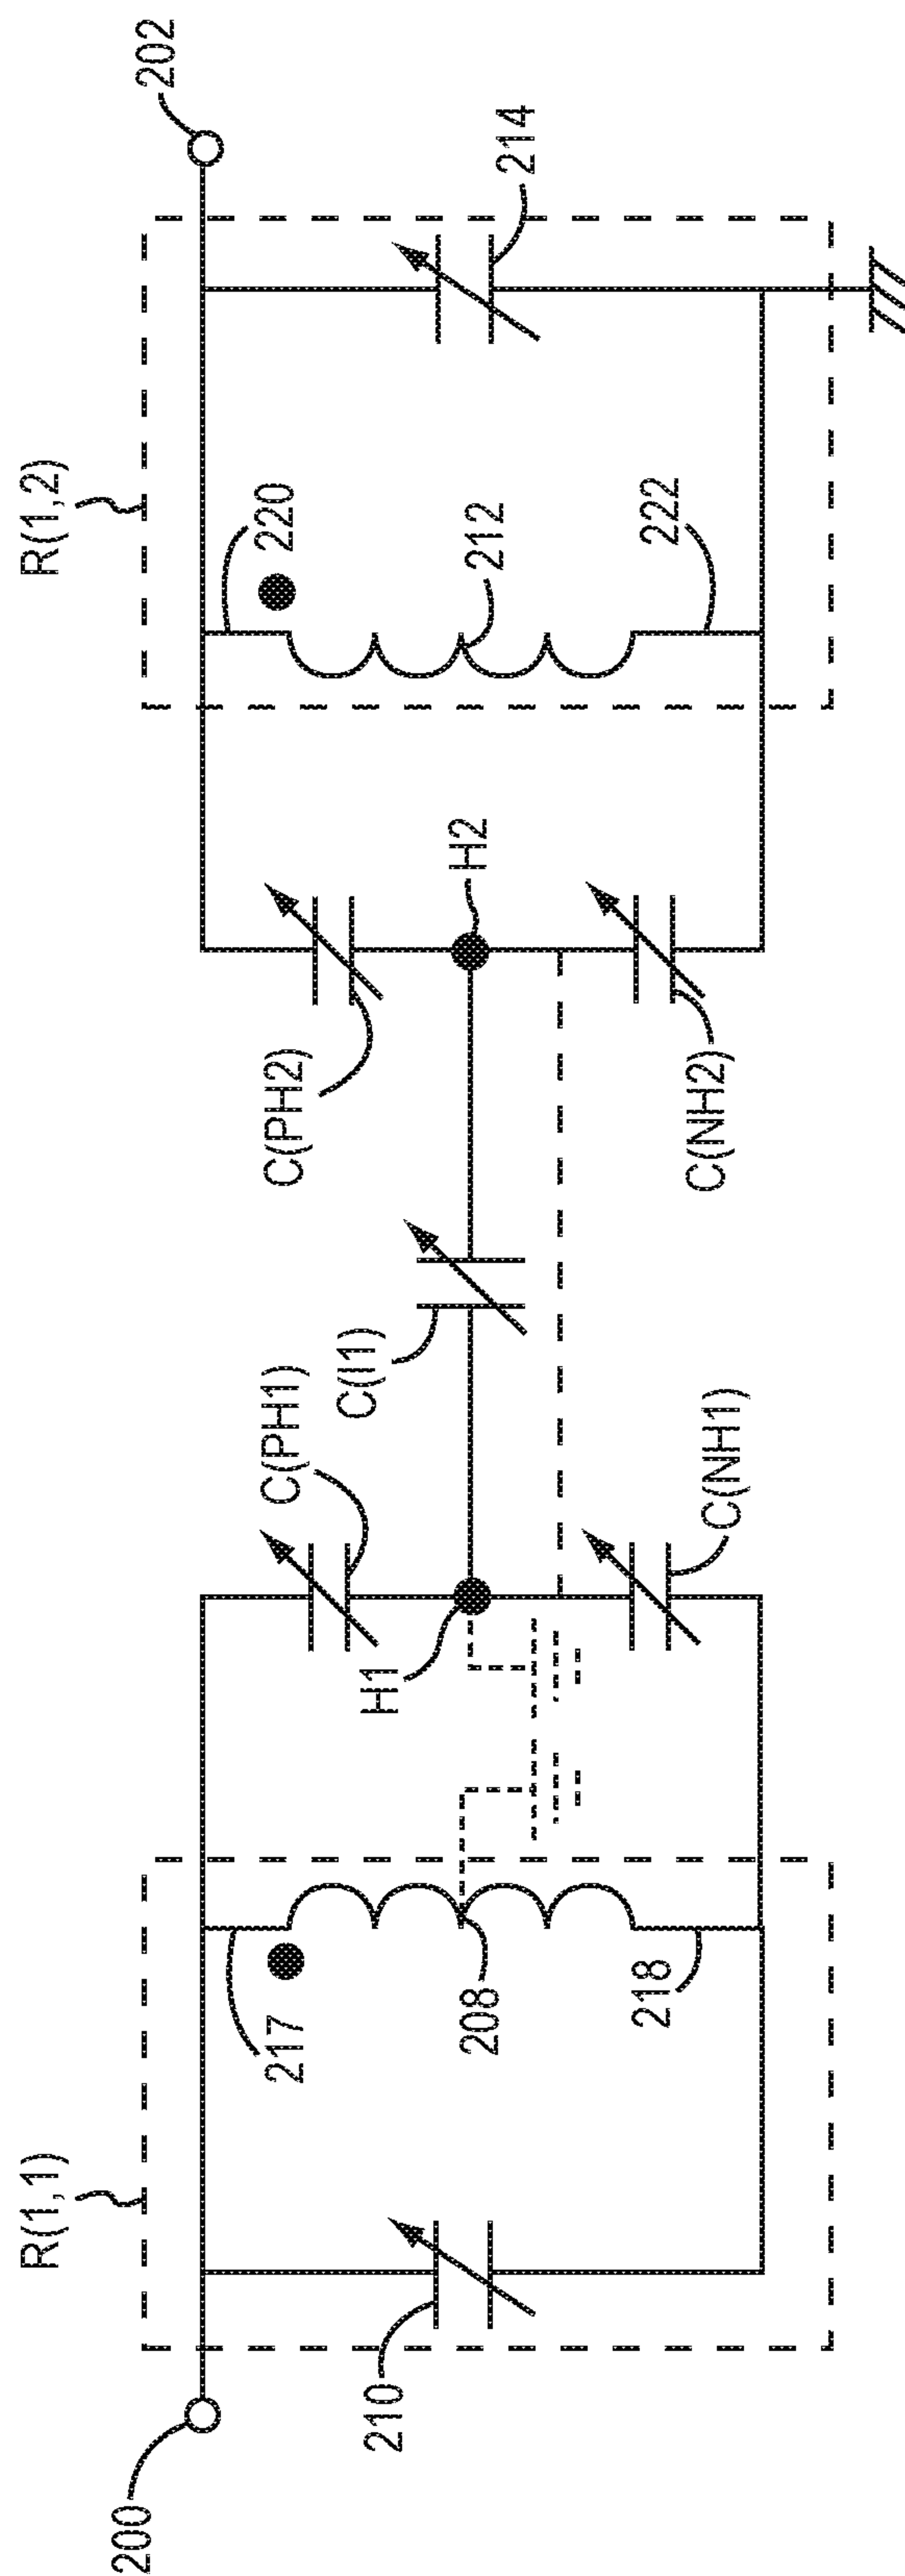 R(1,1)
R(1,2)
200
202
217
220
C(PH1)
C(PH2)
210
H1
C(I1)
H2
214
208
212
218
222
C(NH1)
C(NH2)